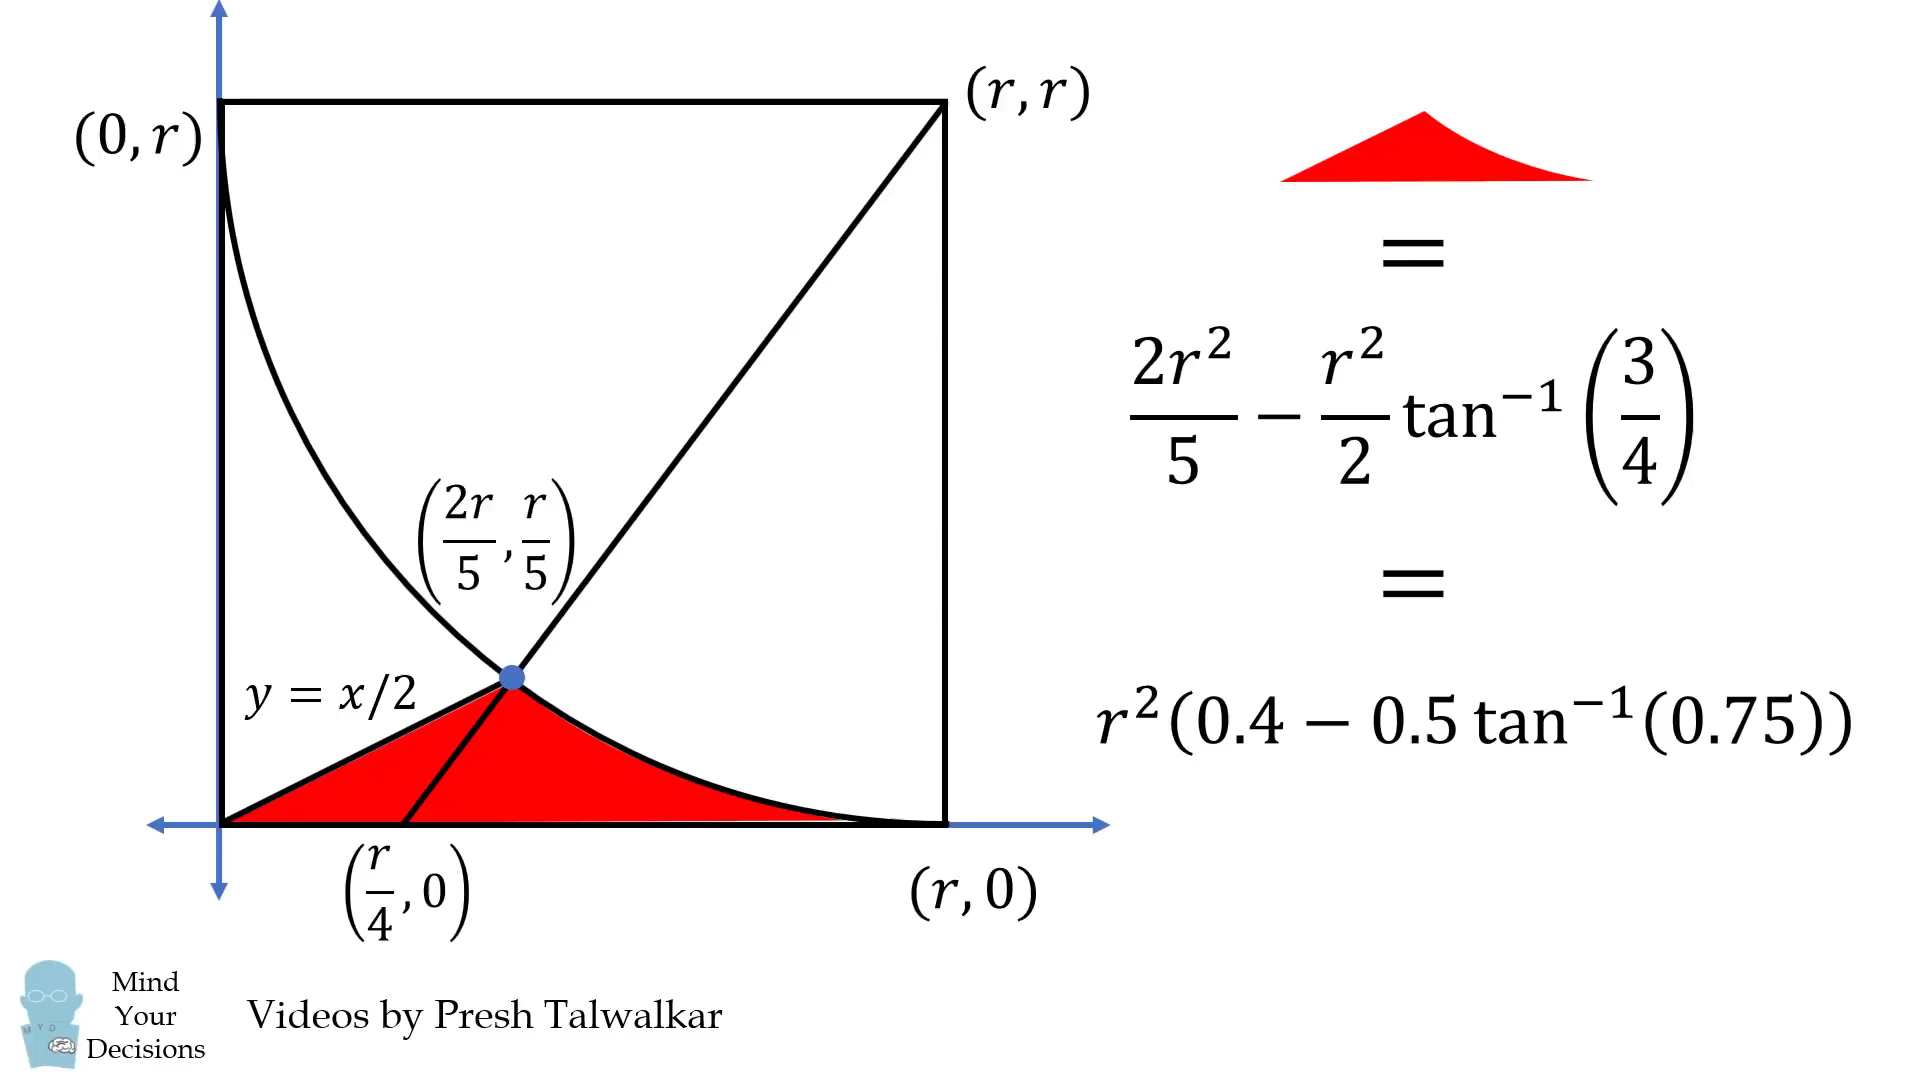 (0, r)
(r, r)
(2r/5, r/5)
y = x/2
(r/4, 0)
(r, 0)
=
2r²/5 − r²/2 tan⁻¹(3/4)
=
r²(0.4 − 0.5 tan⁻¹(0.75))
M Y D
Mind
Your
Decisions
Videos by Presh Talwalkar